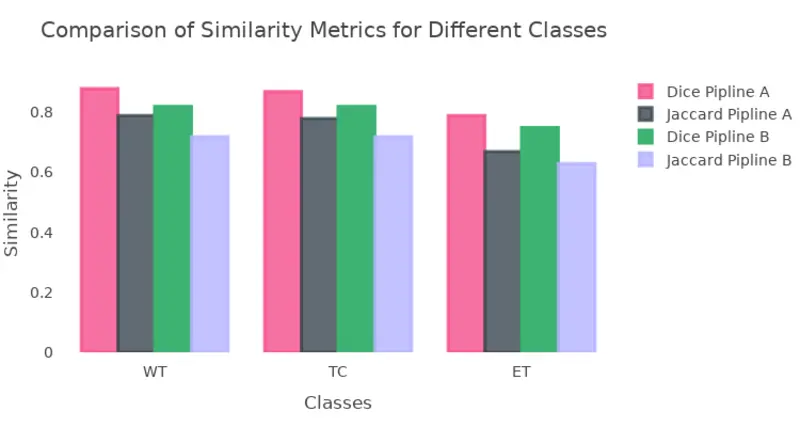 Comparison of Similarity Metrics for Different Classes
Dice Pipline A
Jaccard Pipline A
Dice Pipline B
Jaccard Pipline B
Similarity
0.8
0.6
0.4
0.2
0
WT
TC
ET
Classes